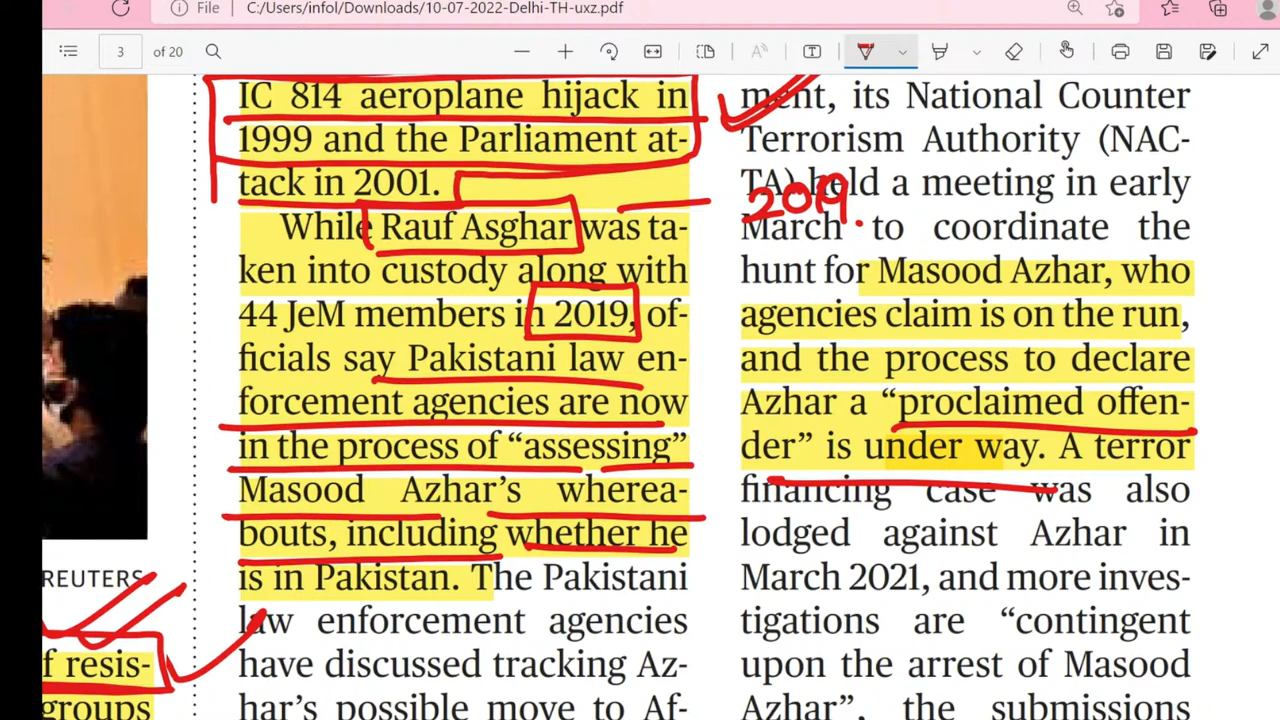 File
C:/Users/infol/Downloads/10-07-2022-Delhi-TH-uxz.pdf
3 of 20
REUTERS
f resis-
groups
IC 814 aeroplane hijack in
1999 and the Parliament at-
tack in 2001.
While Rauf Asghar was ta-
ken into custody along with
44 JeM members in 2019, of-
ficials say Pakistani law en-
forcement agencies are now
in the process of “assessing”
Masood Azhar’s wherea-
bouts, including whether he
is in Pakistan. The Pakistani
law enforcement agencies
have discussed tracking Az-
har’s possible move to Af-
ment, its National Counter
Terrorism Authority (NAC-
TA) held a meeting in early
2019.
March to coordinate the
hunt for Masood Azhar, who
agencies claim is on the run,
and the process to declare
Azhar a “proclaimed offen-
der” is under way. A terror
financing case was also
lodged against Azhar in
March 2021, and more inves-
tigations are “contingent
upon the arrest of Masood
Azhar”, the submissions